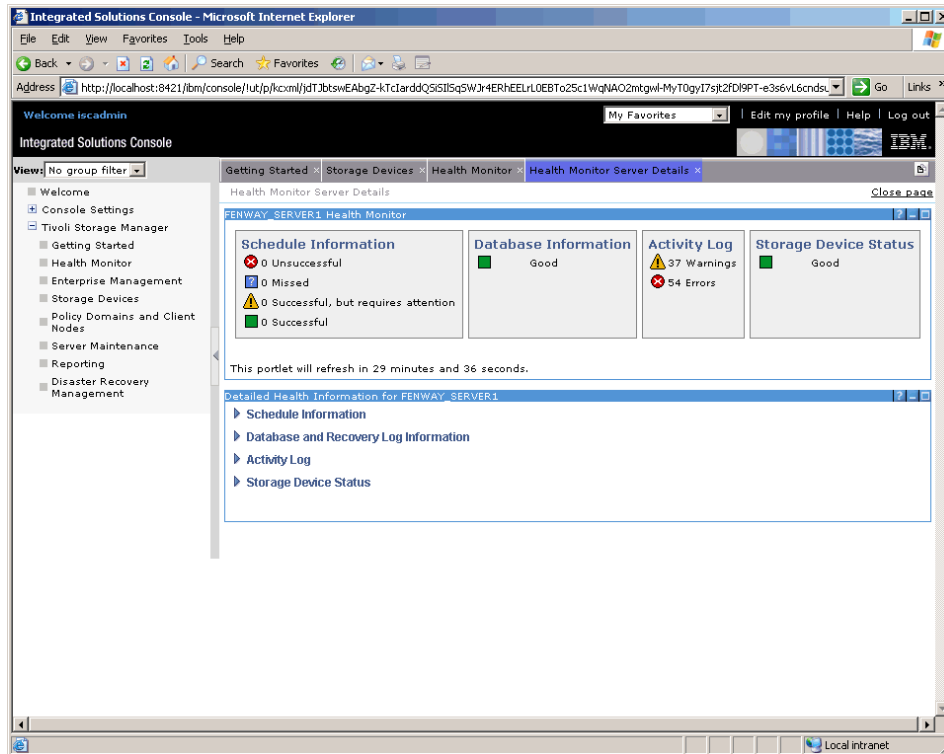 Integrated Solutions Console - Microsoft Internet Explorer
File Edit View Favorites Tools Help
Back Search Favorites
Address http://localhost:8421/ibm/console/!ut/p/kcxml/ Go Links »
Welcome iscadmin My Favorites Edit my profile Help Log out
Integrated Solutions Console IBM.
View: No group filter
Getting Started × Storage Devices × Health Monitor × Health Monitor Server Details ×
Welcome
Console Settings
Tivoli Storage Manager
Getting Started
Health Monitor
Enterprise Management
Storage Devices
Policy Domains and Client
Nodes
Server Maintenance
Reporting
Disaster Recovery
Management
Health Monitor Server Details Close page
FENWAY_SERVER1 Health Monitor
Schedule Information
0 Unsuccessful
0 Missed
0 Successful, but requires attention
0 Successful
Database Information
Good
Activity Log
37 Warnings
54 Errors
Storage Device Status
Good
This portlet will refresh in 29 minutes and 36 seconds.
Detailed Health Information for FENWAY_SERVER1
Schedule Information
Database and Recovery Log Information
Activity Log
Storage Device Status
Local intranet